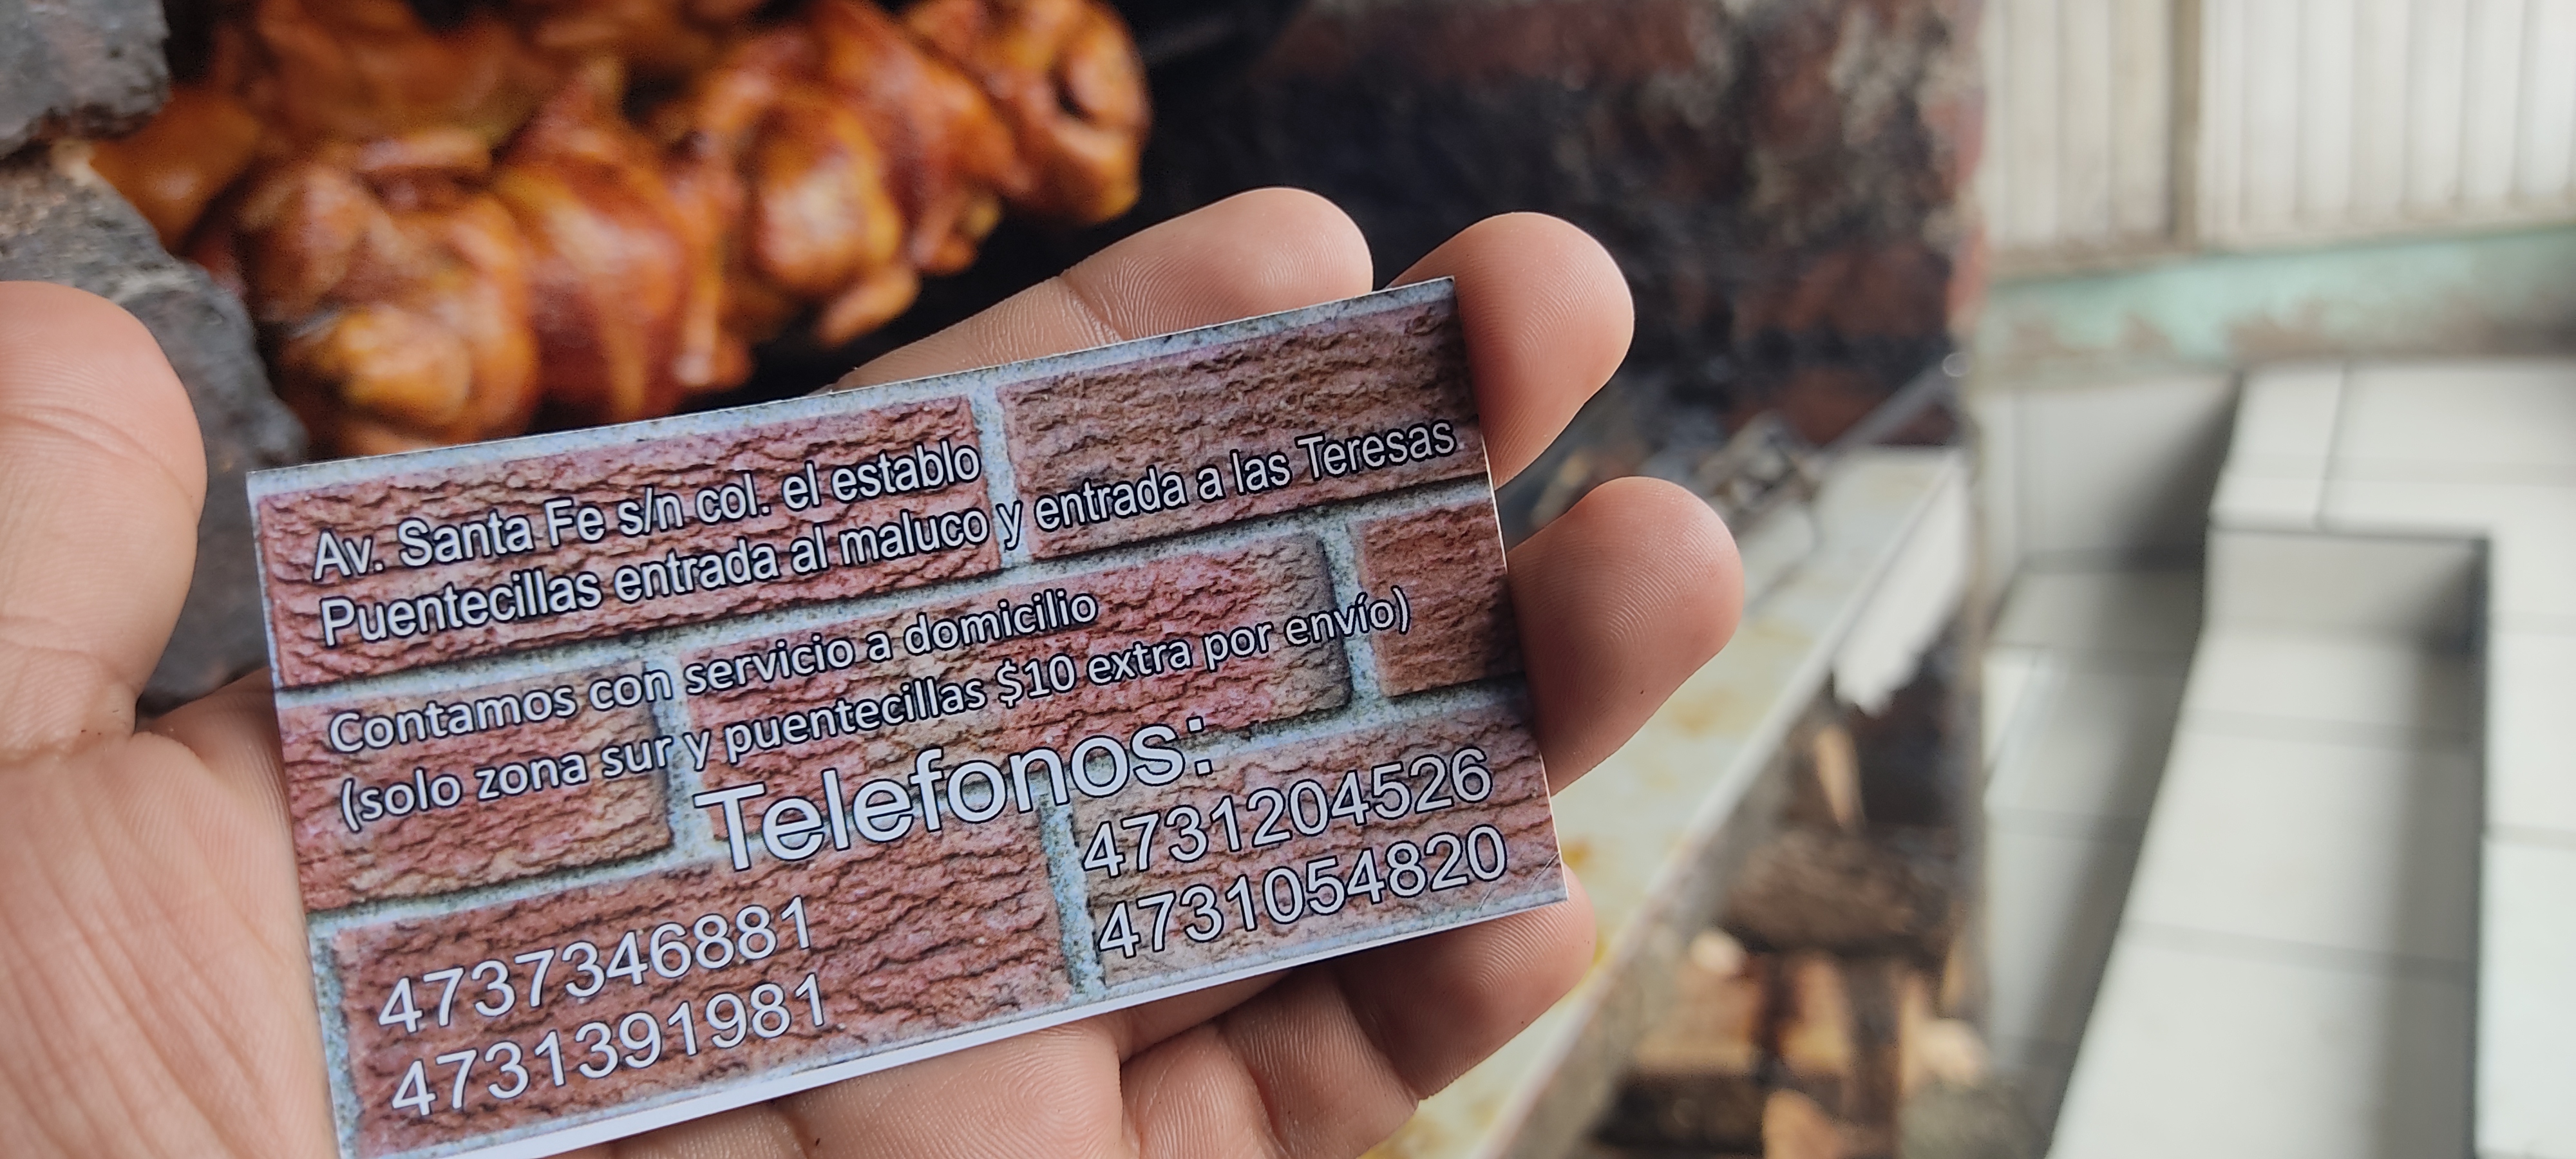 Av. Santa Fe s/n col. el establo
Puentecillas entrada al maluco y entrada a las Teresas
Contamos con servicio a domicilio
(solo zona sur y puentecillas $10 extra por envío)
Telefonos:
4737346881
4731391981
4731204526
4731054820